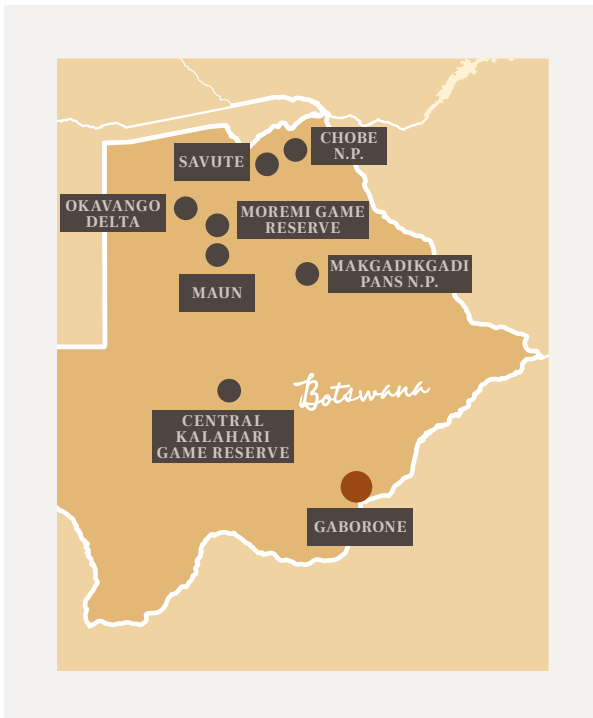 CHOBE
N.P.
SAVUTE
OKAVANGO
DELTA
MOREMI GAME
RESERVE
MAKGADIKGADI
PANS N.P.
MAUN
Botswana
CENTRAL
KALAHARI
GAME RESERVE
GABORONE